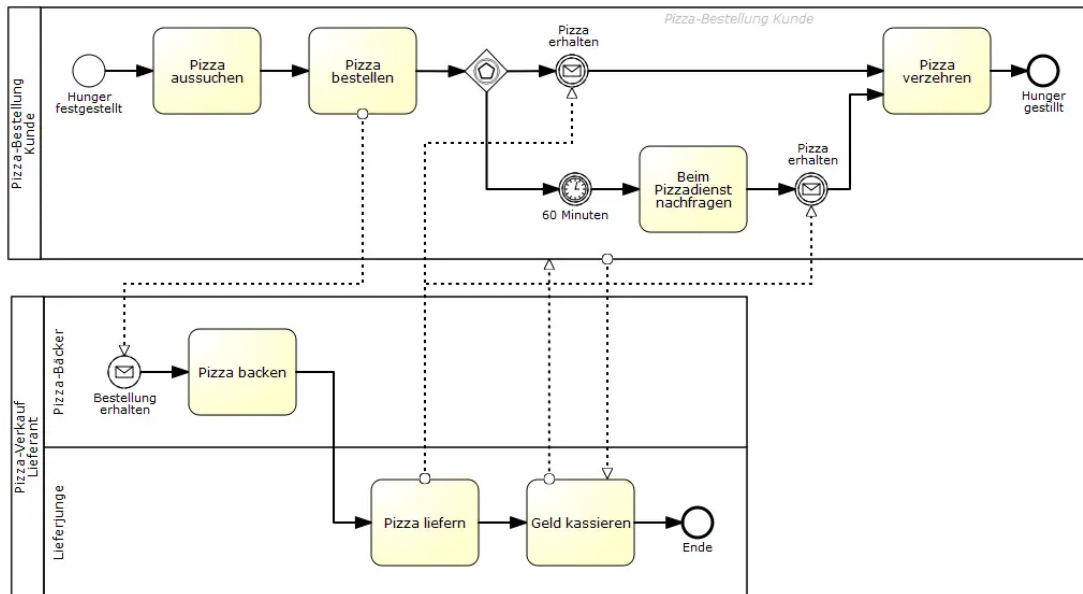 Pizza-Bestellung Kunde
Pizza-Bestellung
Kunde
Hunger
festgestellt
Pizza
aussuchen
Pizza
bestellen
Pizza
erhalten
60 Minuten
Beim
Pizzadienst
nachfragen
Pizza
erhalten
Pizza
verzehren
Hunger
gestillt
Pizza-Verkauf
Lieferant
Pizza-Bäcker
Bestellung
erhalten
Pizza backen
Lieferjunge
Pizza liefern
Geld kassieren
Ende